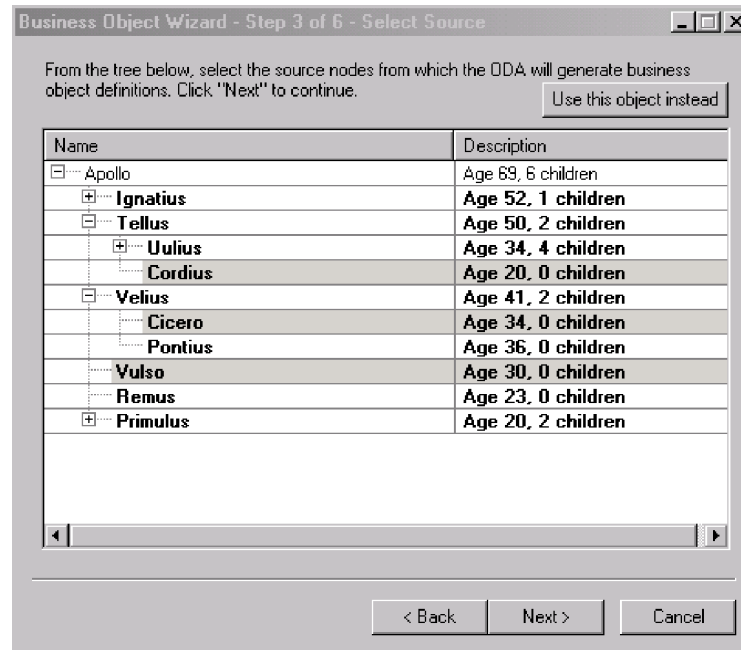 Business Object Wizard - Step 3 of 6 - Select Source
From the tree below, select the source nodes from which the ODA will generate business
object definitions. Click "Next" to continue.
Use this object instead
Name Description
Apollo Age 69, 6 children
Ignatius Age 52, 1 children
Tellus Age 50, 2 children
Uulius Age 34, 4 children
Cordius Age 20, 0 children
Velius Age 41, 2 children
Cicero Age 34, 0 children
Pontius Age 36, 0 children
Vulso Age 30, 0 children
Remus Age 23, 0 children
Primulus Age 20, 2 children
< Back Next > Cancel